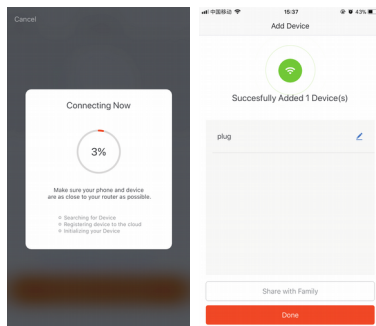 Cancel
Connecting Now
3%
Make sure your phone and device
are as close to your router as possible.
Searching for Device
Registering device to the cloud
Initializing your Device
中国移动
15:37
43%
Add Device
Succesfully Added 1 Device(s)
plug
Share with Family
Done